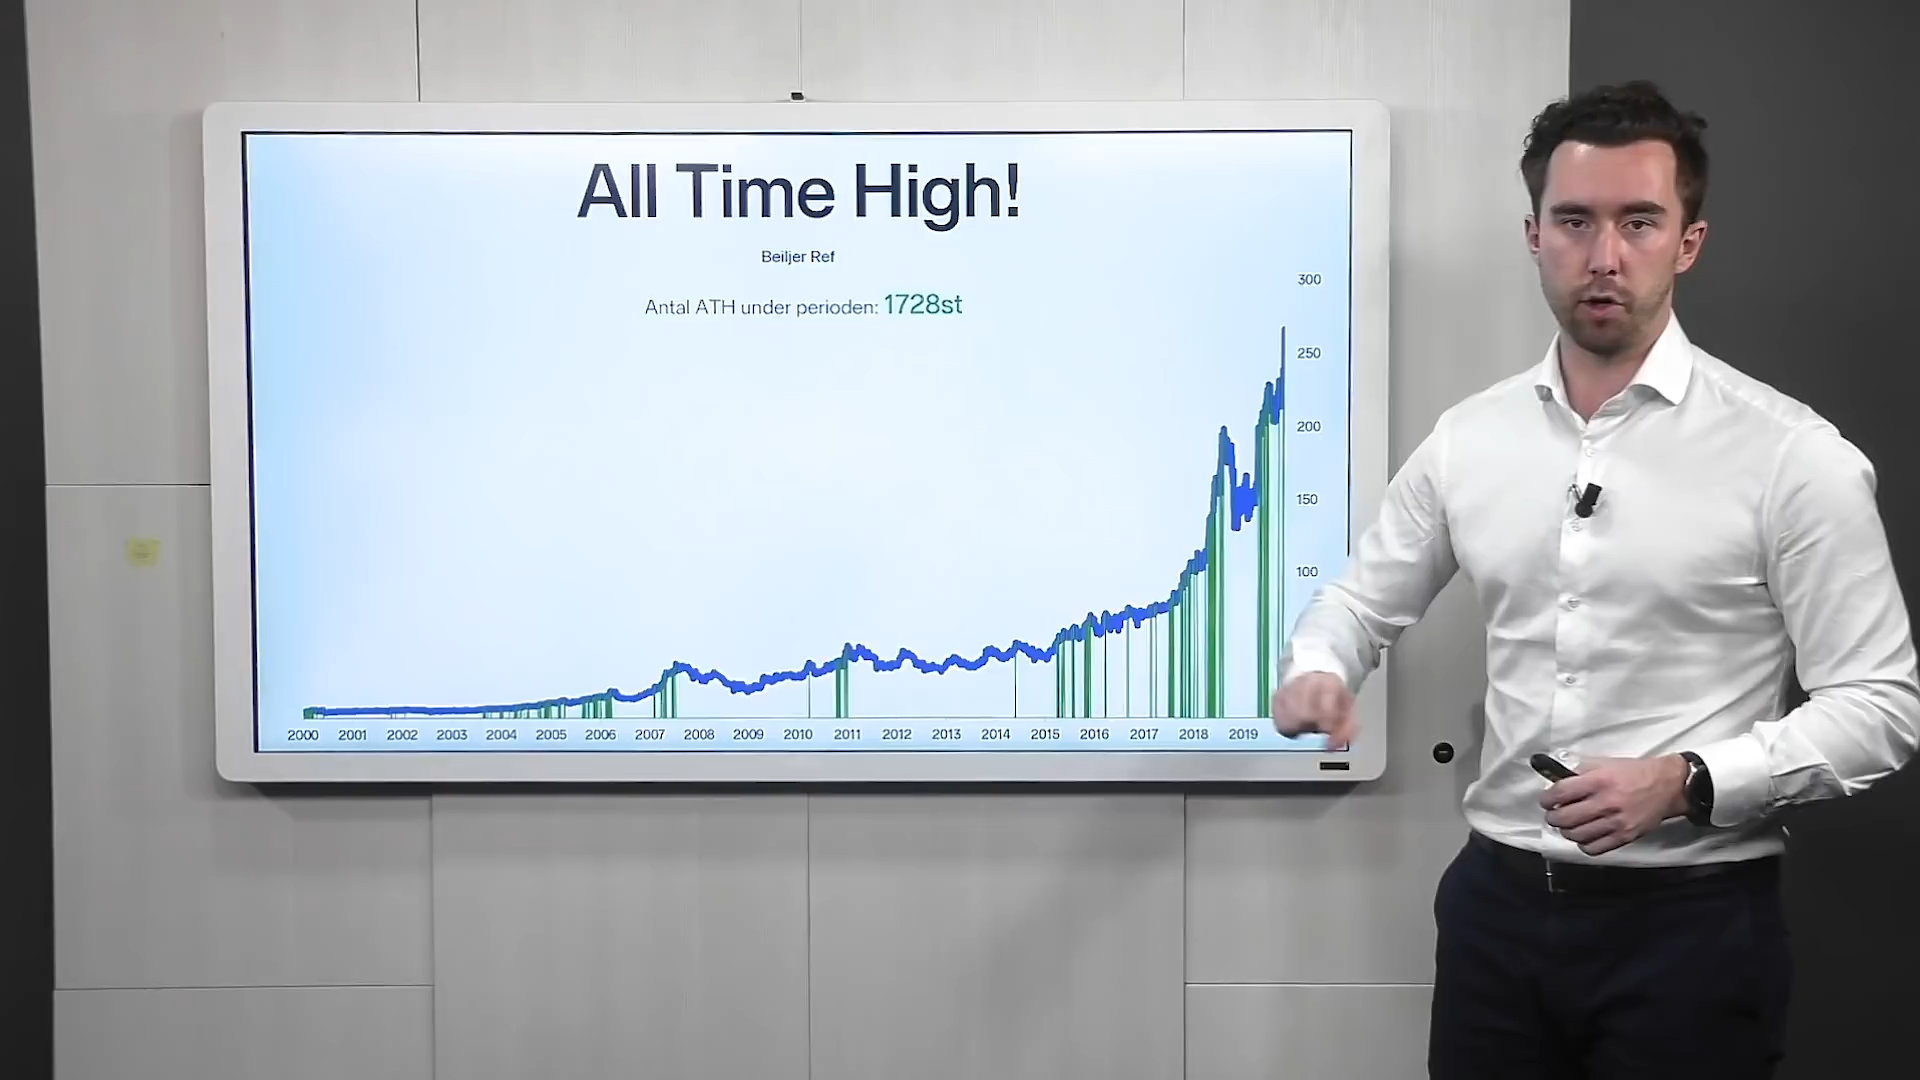 All Time High!
Beiljer Ref
Antal ATH under perioden: 1728st
300
250
200
150
100
2000 2001 2002 2003 2004 2005 2006 2007 2008 2009 2010 2011 2012 2013 2014 2015 2016 2017 2018 2019